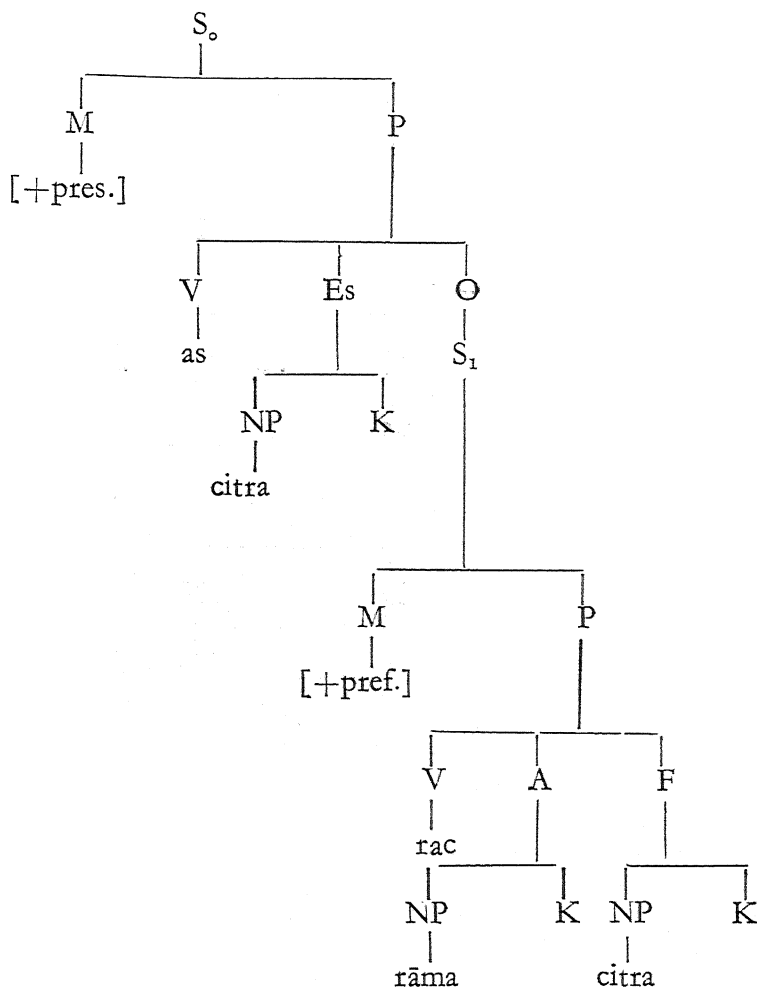 S₀
M P
[+pres.]
V Es O
as S₁
NP K
citra
M P
[+pref.]
V A F
rac
NP K NP K
rāma citra